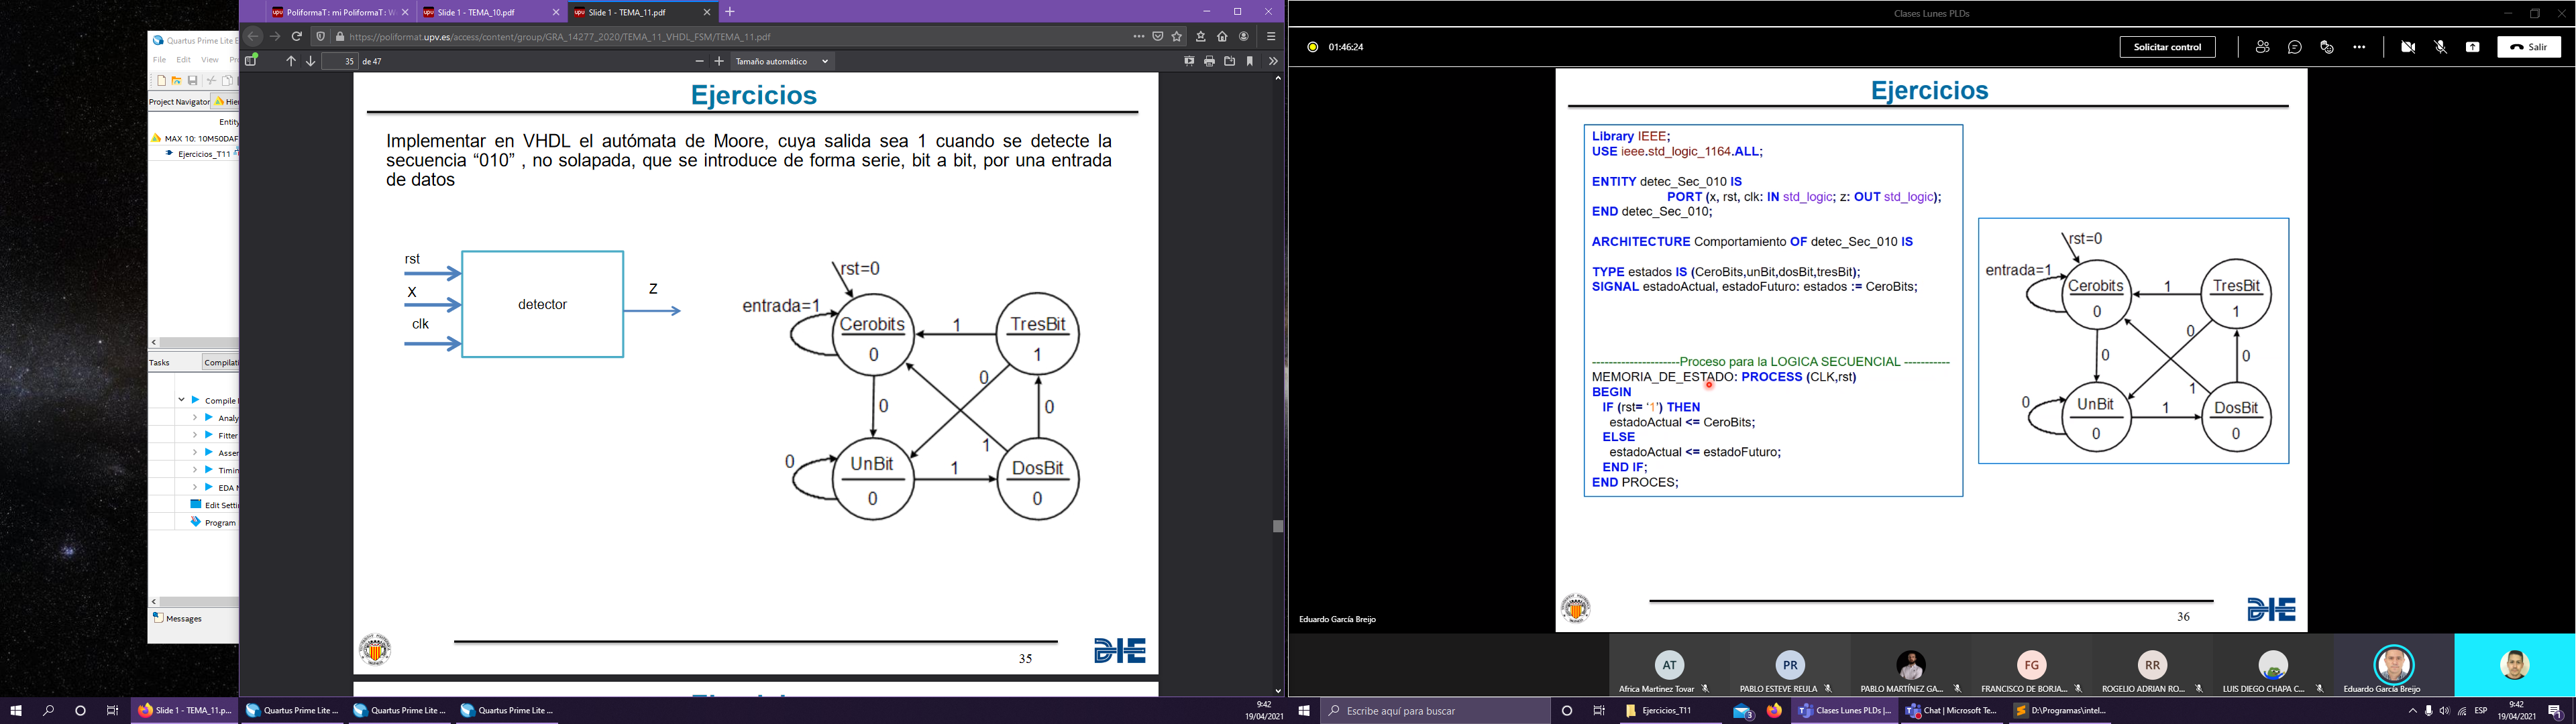 Quartus Prime Lite E
File Edit View Pr
Project Navigator Hier
Entity
MAX 10: 10M50DAF
Ejercicios_T11
Tasks Compilati
Compile
Analy
Fitter
Asser
Timin
EDA N
Edit Setti
Program
Messages
PoliformaT : mi PoliformaT : W
Slide 1 - TEMA_10.pdf
Slide 1 - TEMA_11.pdf
https://poliformat.upv.es/access/content/group/GRA_14277_2020/TEMA_11_VHDL_FSM/TEMA_11.pdf
35 de 47
Tamaño automático
Ejercicios
Implementar en VHDL el autómata de Moore, cuya salida sea 1 cuando se detecte la
secuencia “010” , no solapada, que se introduce de forma serie, bit a bit, por una entrada
de datos
rst
X
clk
detector
Z
rst=0
entrada=1
Cerobits
0
1
TresBit
1
0
0
0
1
0
UnBit
0
1
DosBit
0
DIE
35
Clases Lunes PLDs
01:46:24
Solicitar control
Salir
Ejercicios
Library IEEE;
USE ieee.std_logic_1164.ALL;
ENTITY detec_Sec_010 IS
PORT (x, rst, clk: IN std_logic; z: OUT std_logic);
END detec_Sec_010;
ARCHITECTURE Comportamiento OF detec_Sec_010 IS
TYPE estados IS (CeroBits,unBit,dosBit,tresBit);
SIGNAL estadoActual, estadoFuturo: estados := CeroBits;
---------------------Proceso para la LOGICA SECUENCIAL -----------
MEMORIA_DE_ESTADO: PROCESS (CLK,rst)
BEGIN
IF (rst= ‘1’) THEN
estadoActual <= CeroBits;
ELSE
estadoActual <= estadoFuturo;
END IF;
END PROCES;
rst=0
entrada=1
Cerobits
0
1
TresBit
1
0
0
0
1
0
UnBit
0
1
DosBit
0
36
DIE
Eduardo García Breijo
AT
PR
FG
RR
Africa Martinez Tovar
PABLO ESTEVE REULA
PABLO MARTÍNEZ GA...
FRANCISCO DE BORJA...
ROGELIO ADRIAN RO...
LUIS DIEGO CHAPA C...
Eduardo García Breijo
Slide 1 - TEMA_11.p...
Quartus Prime Lite ...
Quartus Prime Lite ...
Quartus Prime Lite ...
9:42
19/04/2021
Escribe aquí para buscar
Ejercicios_T11
3
Clases Lunes PLDs |...
Chat | Microsoft Te...
D:\Programas\intel...
ESP
9:42
19/04/2021
1